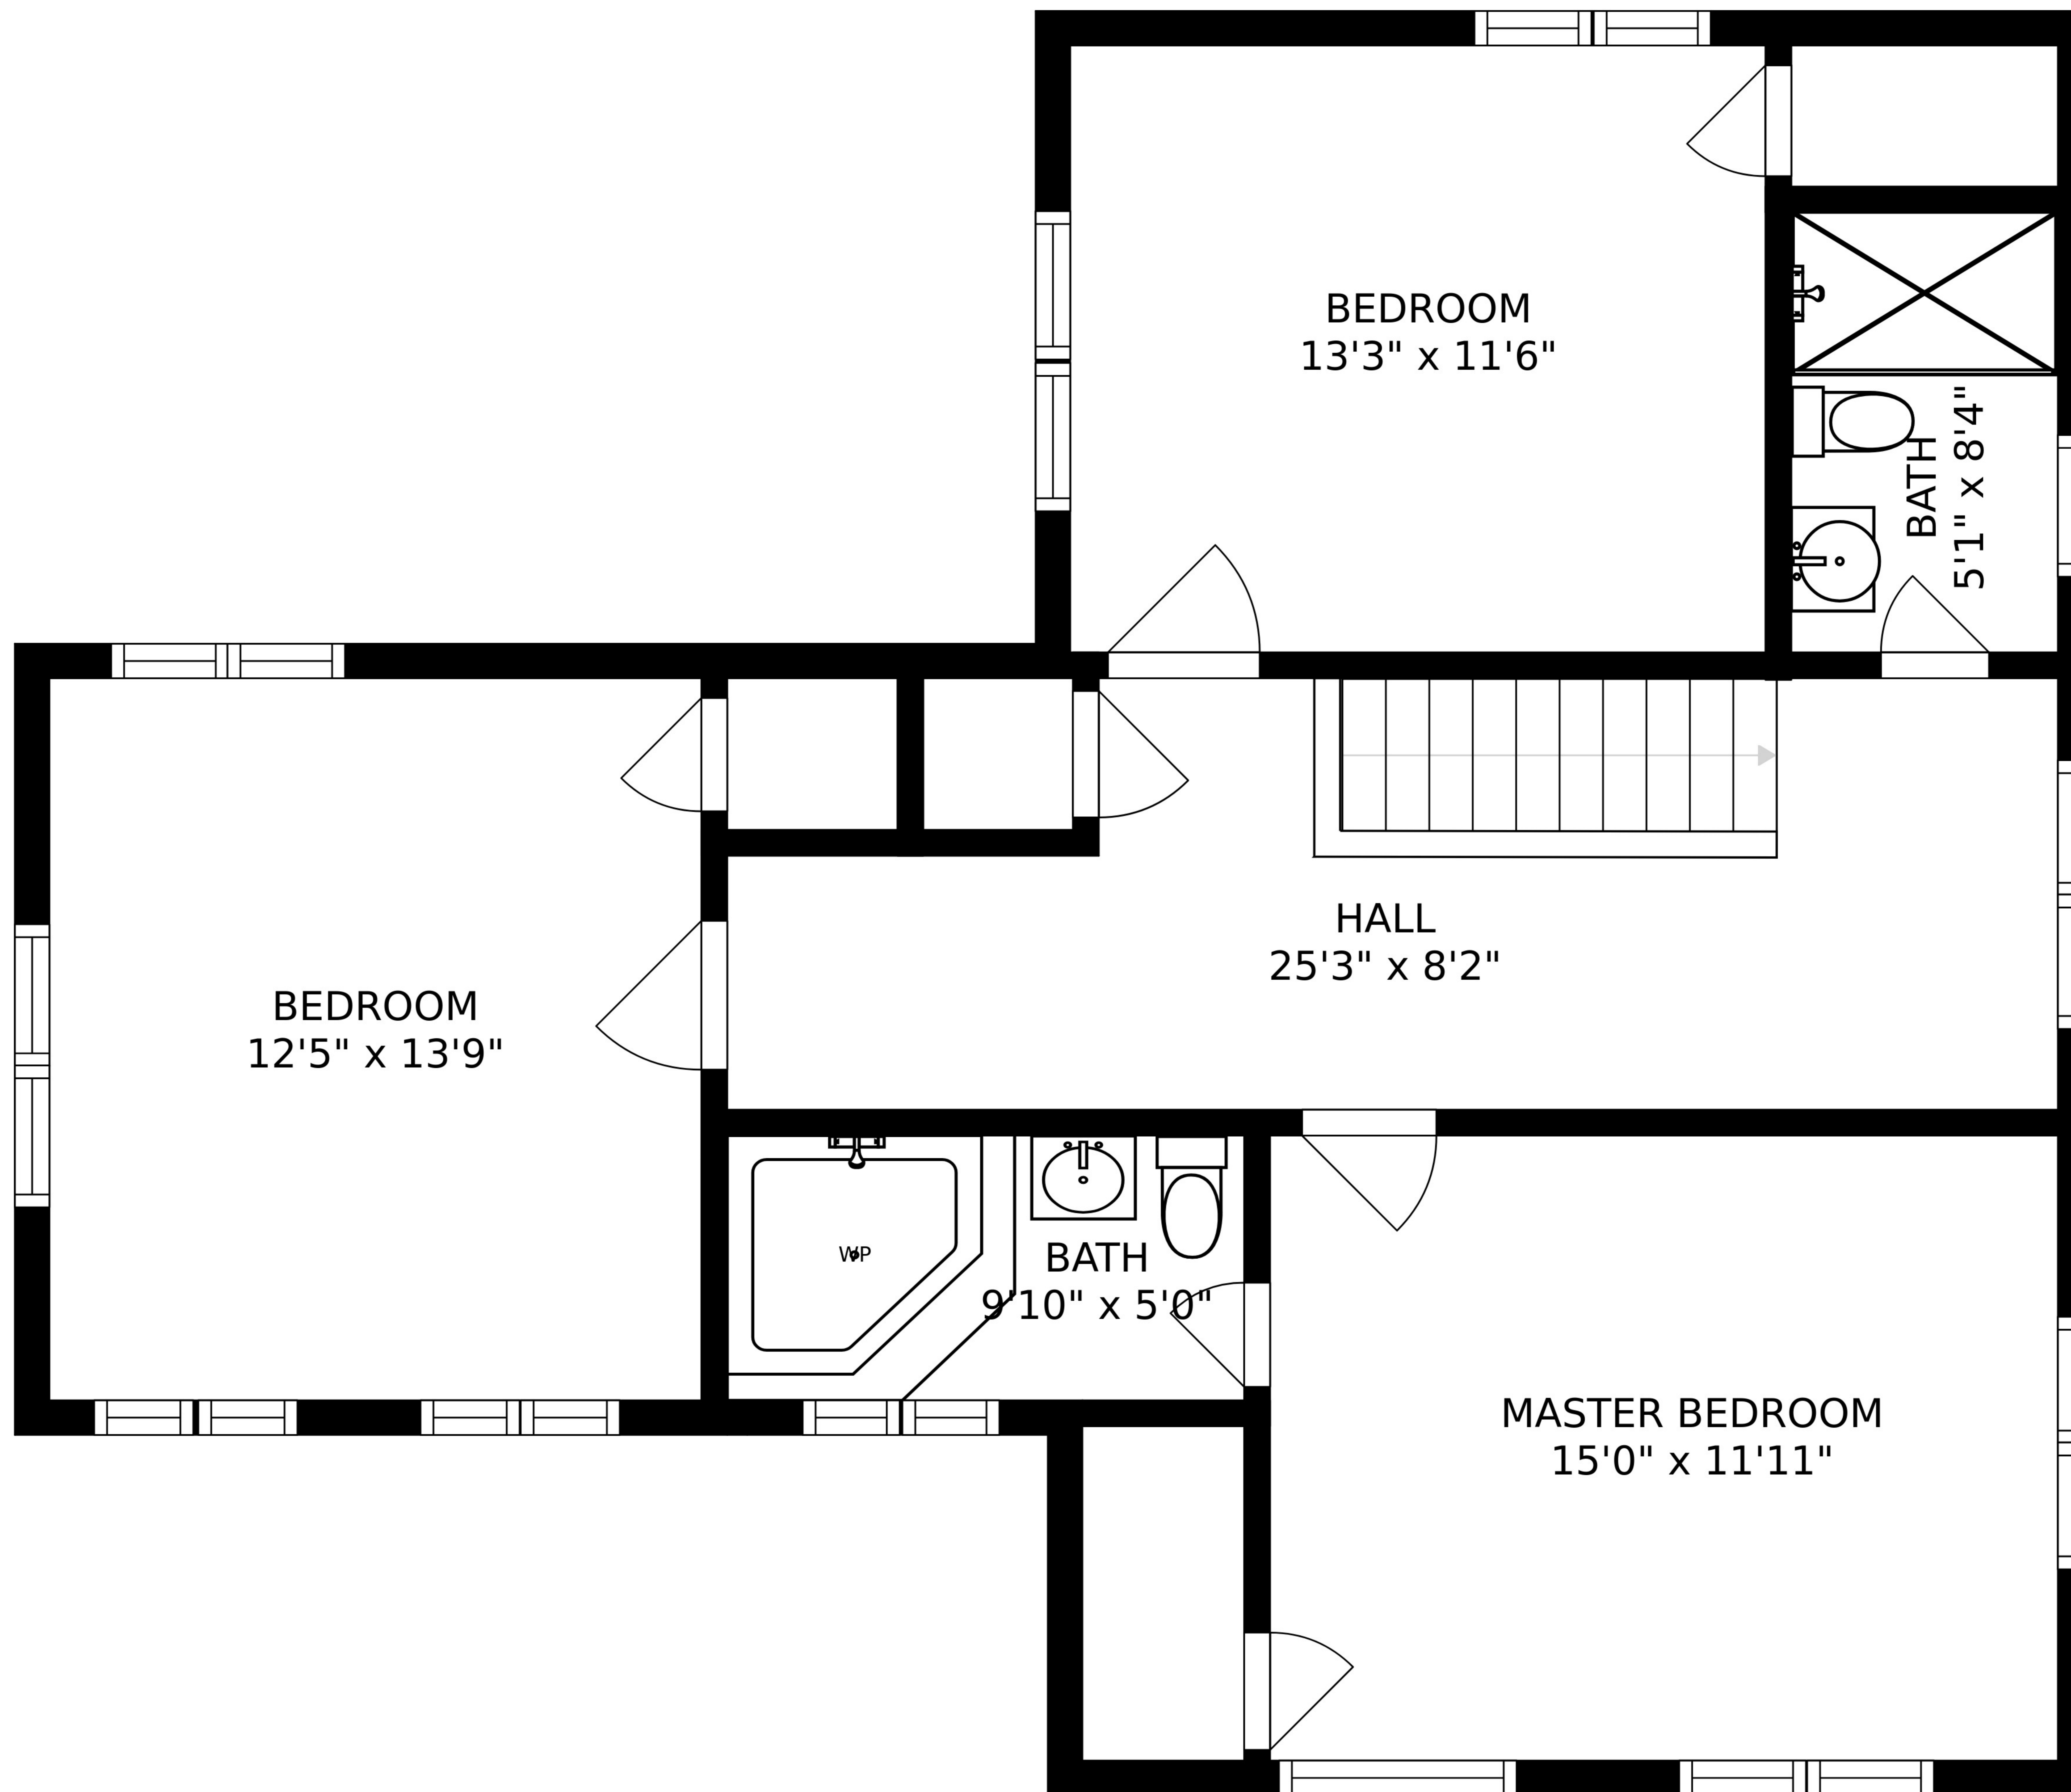 BEDROOM
13'3" x 11'6"
BATH
5'1" x 8'4"
HALL
25'3" x 8'2"
BEDROOM
12'5" x 13'9"
WP
BATH
9'10" x 5'0"
MASTER BEDROOM
15'0" x 11'11"